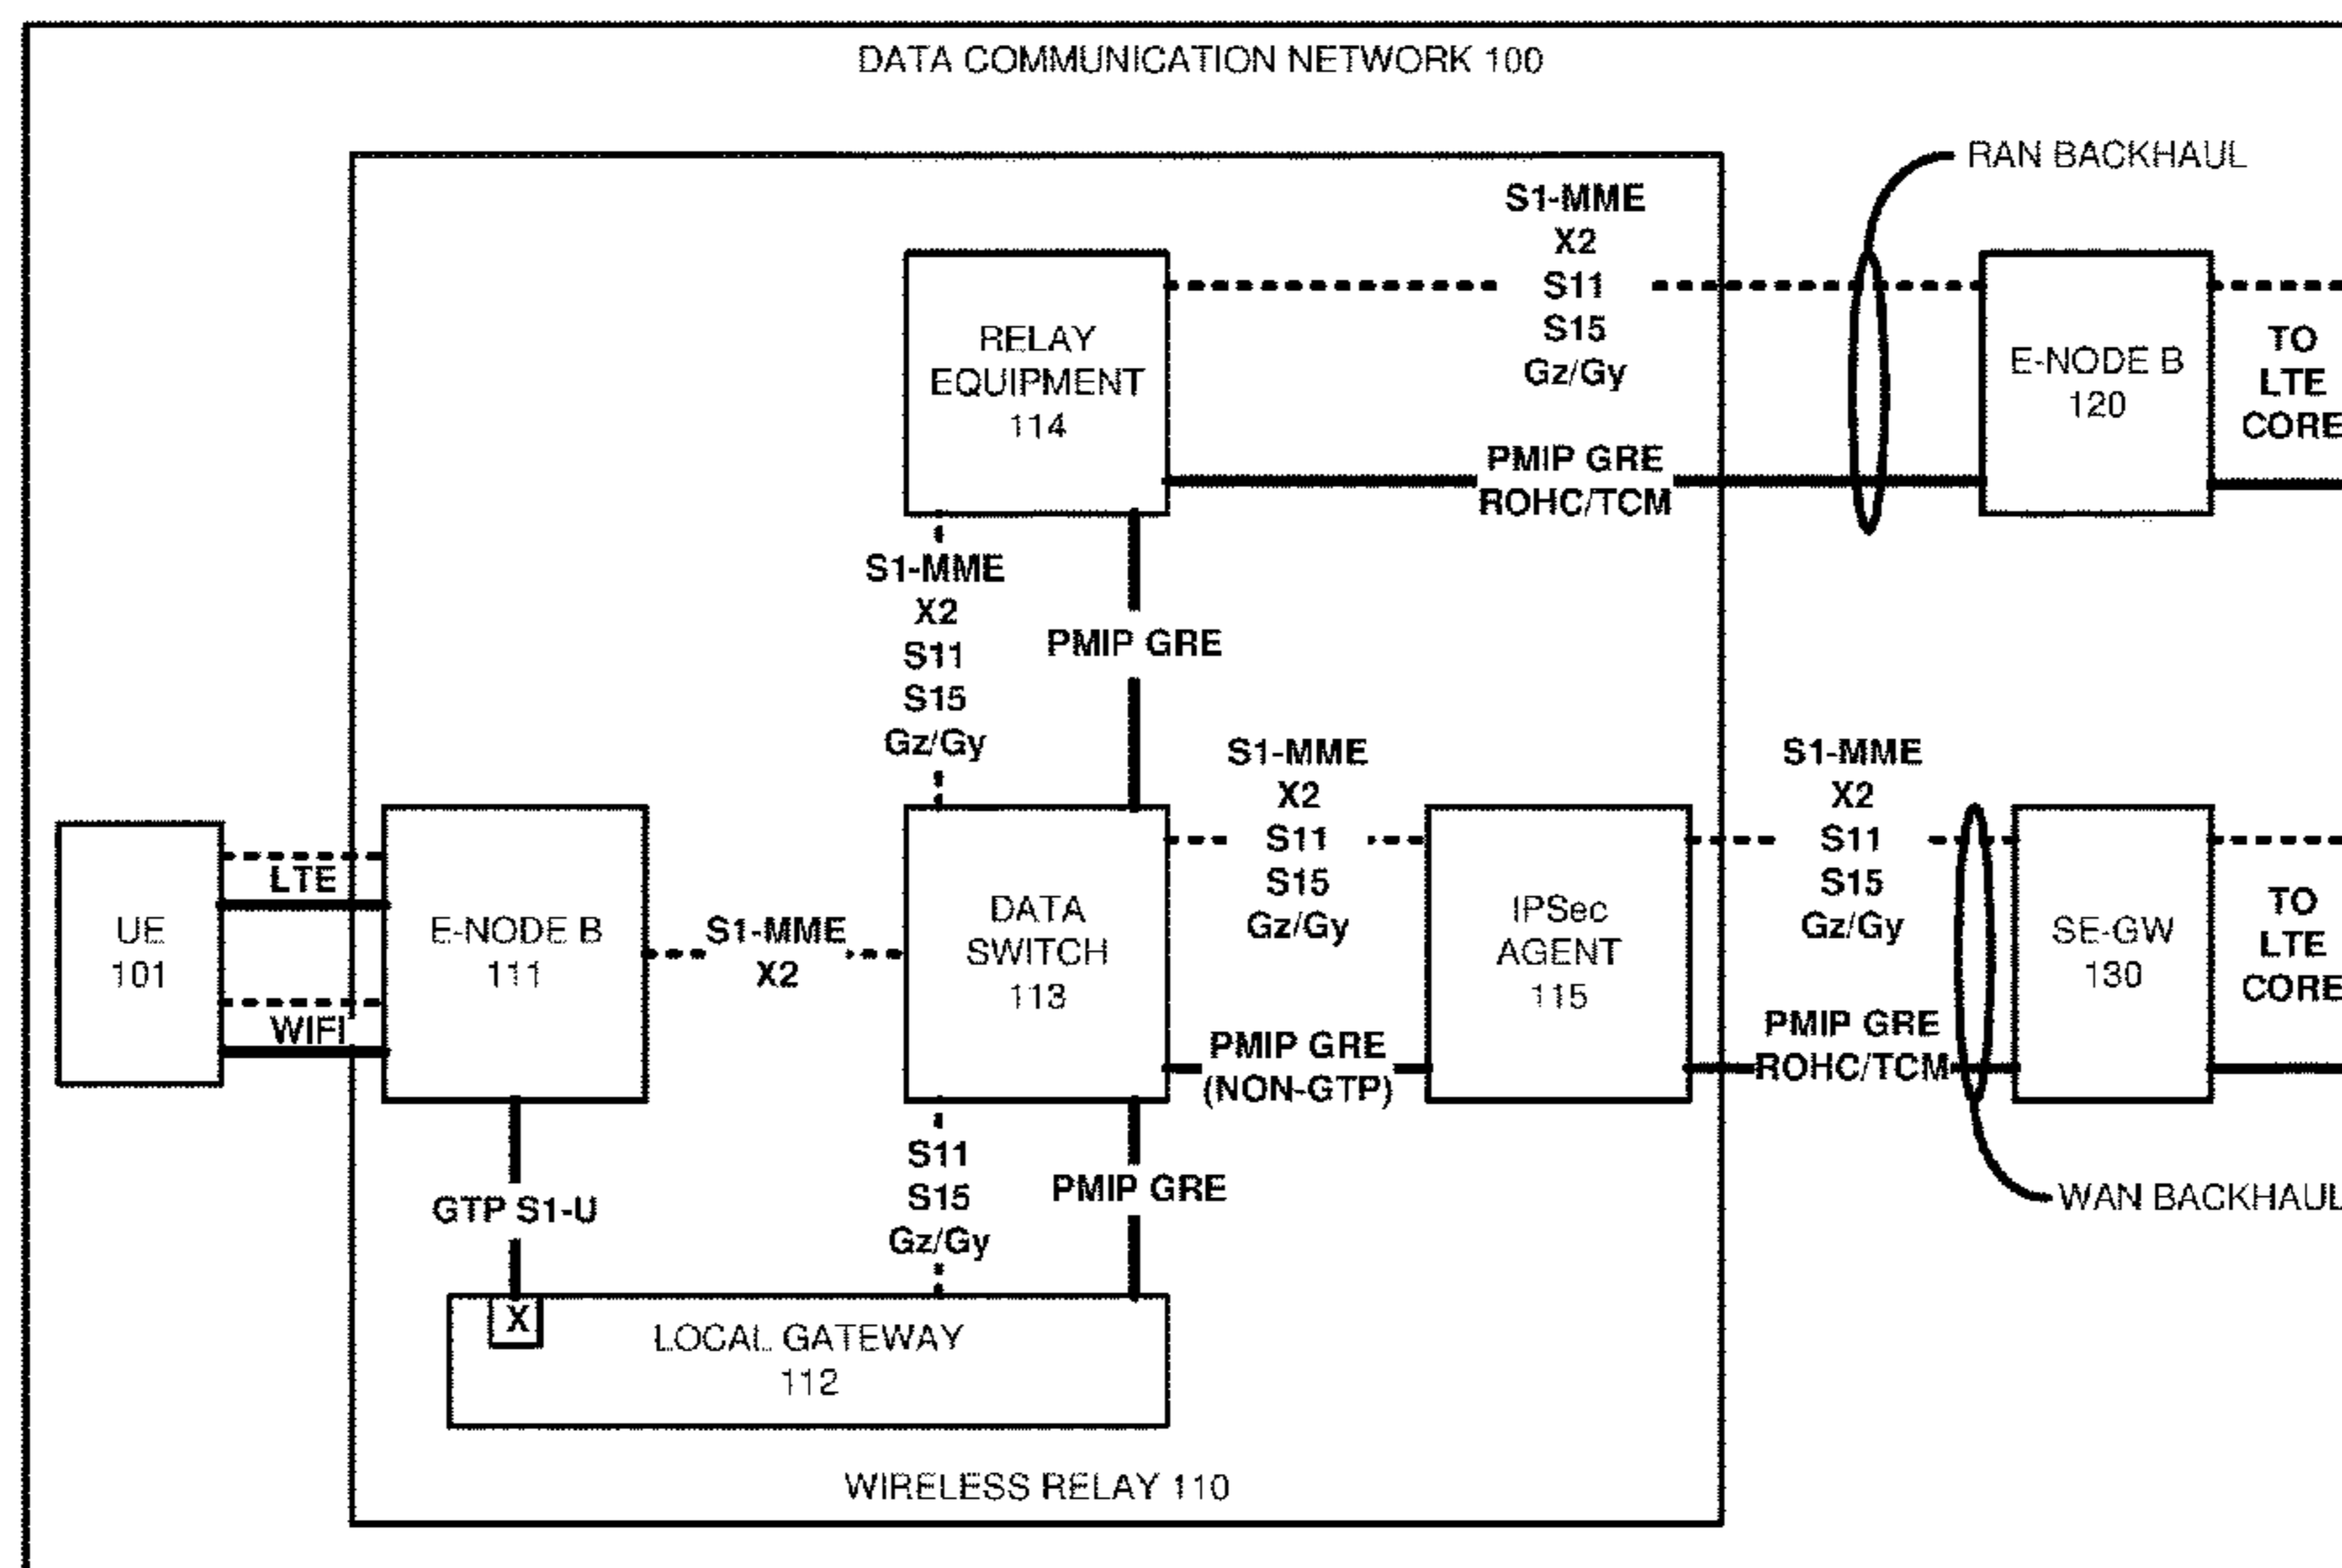 DATA COMMUNICATION NETWORK 100
RAN BACKHAUL
S1-MME
X2
S11
S15
Gz/Gy
RELAY
EQUIPMENT
114
E-NODE B
120
TO
LTE
CORE
PMIP GRE
ROHC/TCM
S1-MME
X2
S11
S15
Gz/Gy
PMIP GRE
S1-MME
X2
S11
S15
Gz/Gy
S1-MME
X2
S11
S15
Gz/Gy
LTE
WIFI
UE
101
E-NODE B
111
S1-MME
X2
DATA
SWITCH
113
IPSec
AGENT
115
SE-GW
130
TO
LTE
CORE
PMIP GRE
(NON-GTP)
PMIP GRE
ROHC/TCM
GTP S1-U
S11
S15
Gz/Gy
PMIP GRE
WAN BACKHAUL
X
LOCAL GATEWAY
112
WIRELESS RELAY 110